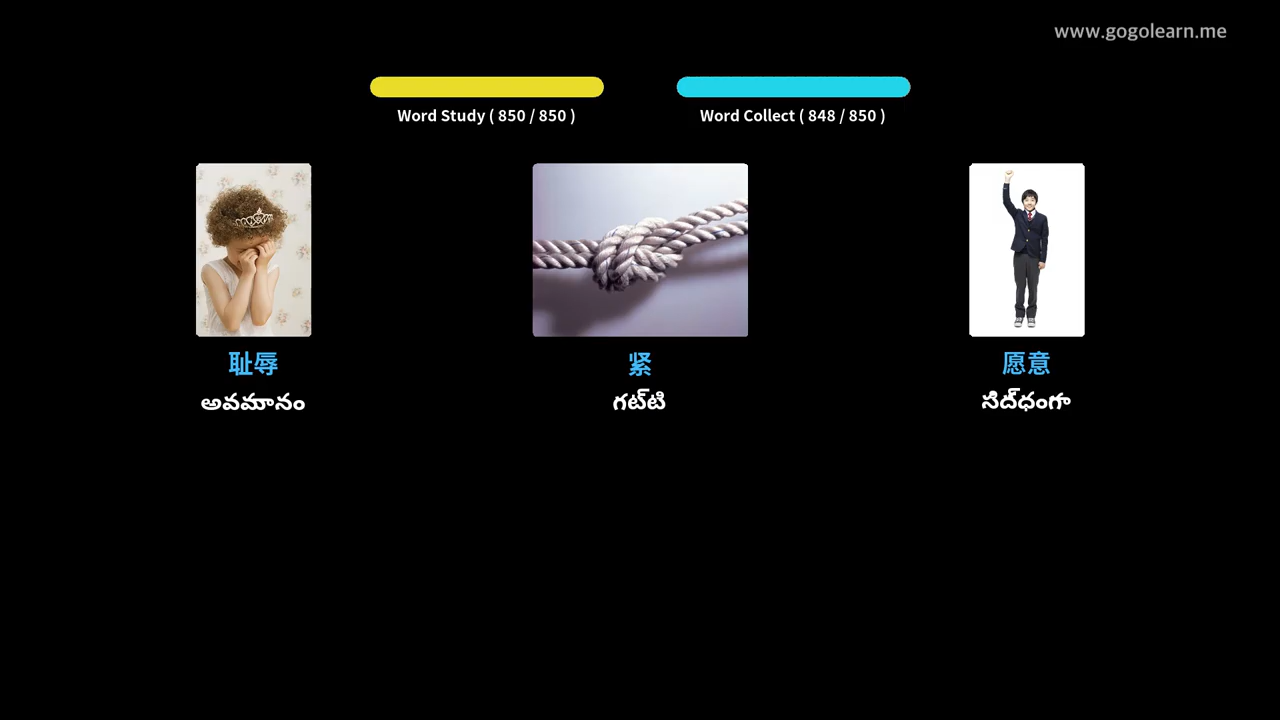 www.gogolearn.me
Word Study ( 850 / 850 )
Word Collect ( 848 / 850 )
耻辱
紧
愿意
అవమానం
గట్‌టి
సిద్‌ధంగా